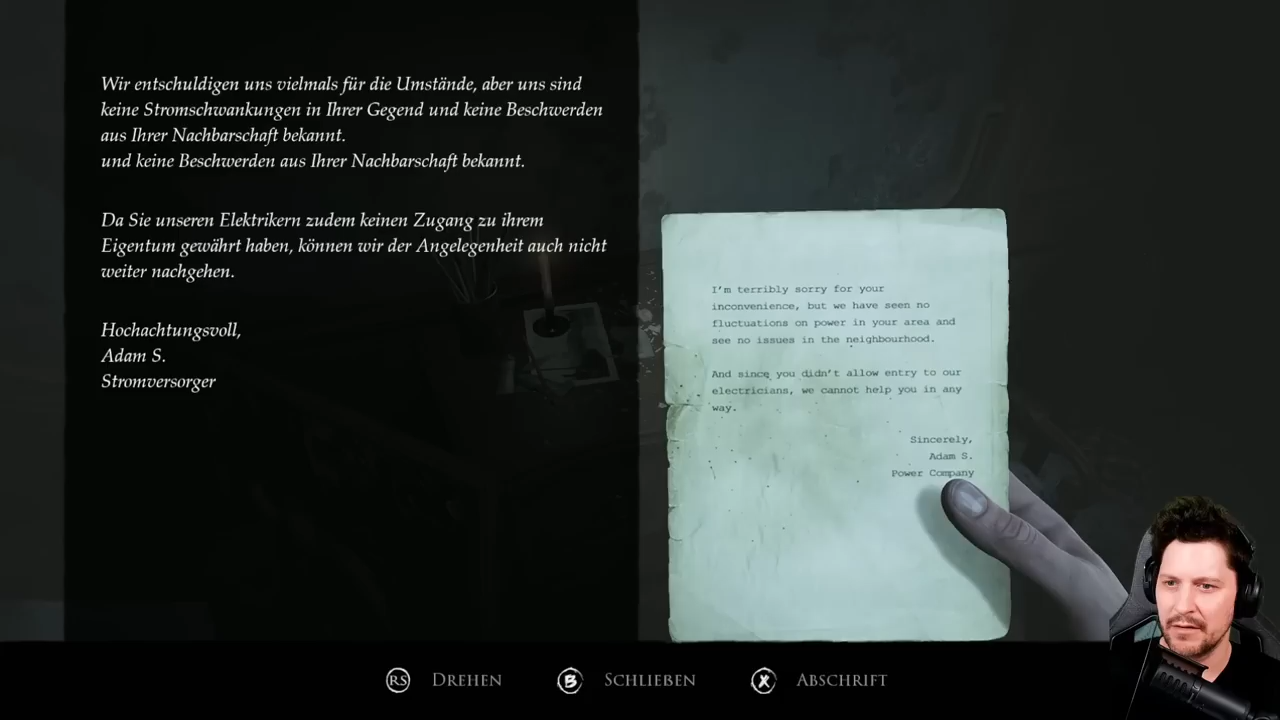 Wir entschuldigen uns vielmals für die Umstände, aber uns sind
keine Stromschwankungen in Ihrer Gegend und keine Beschwerden
aus Ihrer Nachbarschaft bekannt.
und keine Beschwerden aus Ihrer Nachbarschaft bekannt.
Da Sie unseren Elektrikern zudem keinen Zugang zu ihrem
Eigentum gewährt haben, können wir der Angelegenheit auch nicht
weiter nachgehen.
Hochachtungsvoll,
Adam S.
Stromversorger
I'm terribly sorry for your
inconvenience, but we have seen no
fluctuations on power in your area and
see no issues in the neighbourhood.
And since you didn't allow entry to our
electricians, we cannot help you in any
way.
Sincerely,
Adam S.
Power Company
RS DREHEN B SCHLIEßEN X ABSCHRIFT